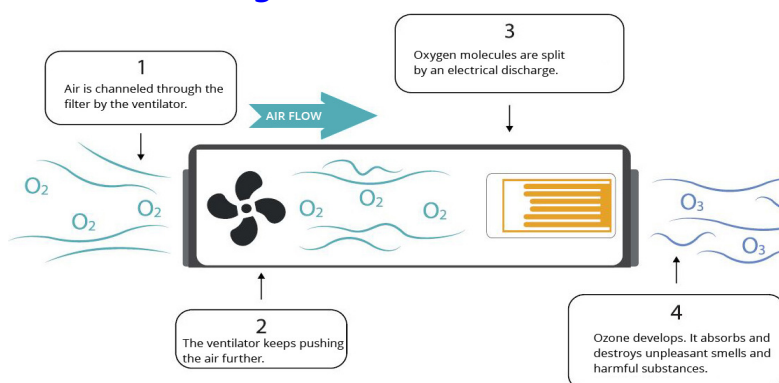 1
Air is channeled through the
filter by the ventilator.
AIR FLOW
3
Oxygen molecules are split
by an electrical discharge.
O2
O2
O2
O2
O2
O2
O3
O3
2
The ventilator keeps pushing
the air further.
4
Ozone develops. It absorbs and
destroys unpleasant smells and
harmful substances.